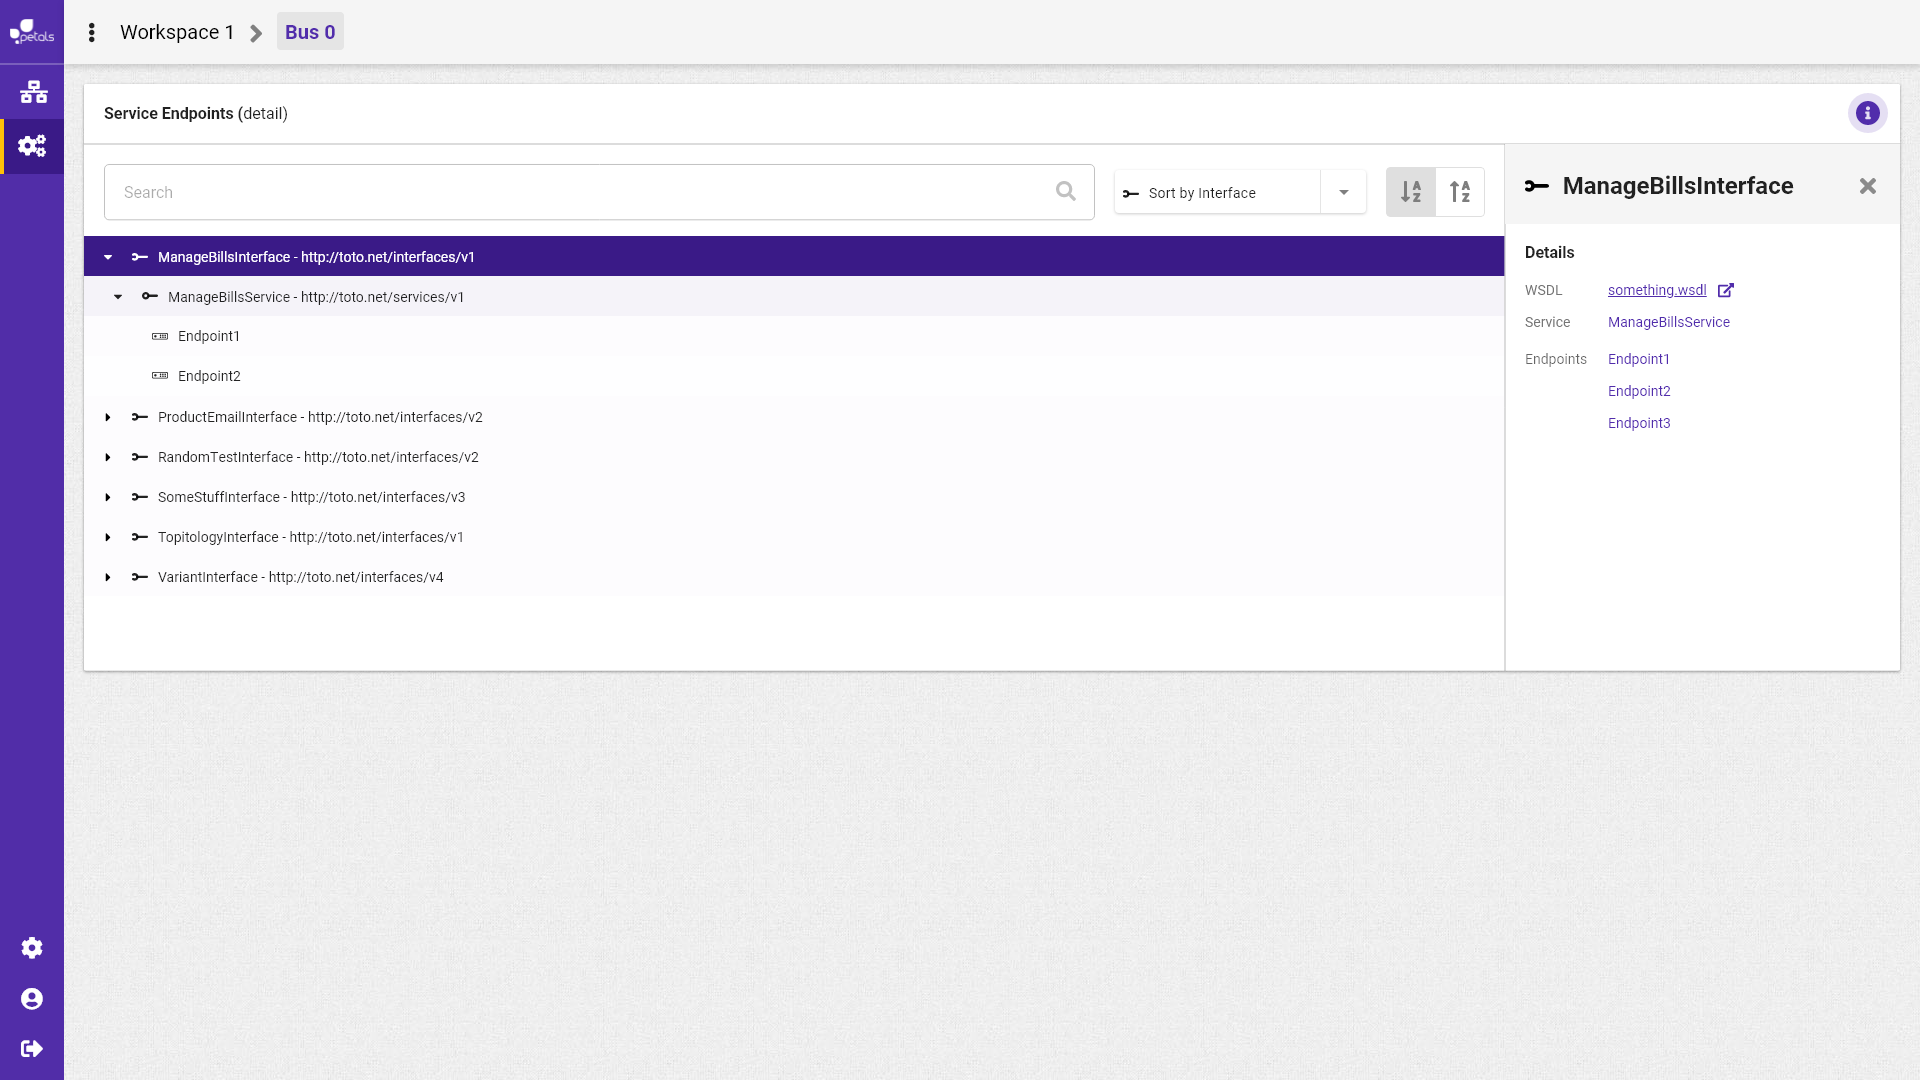 petals
Workspace 1
Bus 0
Service Endpoints (detail)
Search
Sort by Interface
A
Z
A
Z
ManageBillsInterface
ManageBillsInterface - http://toto.net/interfaces/v1
ManageBillsService - http://toto.net/services/v1
Endpoint1
Endpoint2
ProductEmailInterface - http://toto.net/interfaces/v2
RandomTestInterface - http://toto.net/interfaces/v2
SomeStuffInterface - http://toto.net/interfaces/v3
TopitologyInterface - http://toto.net/interfaces/v1
VariantInterface - http://toto.net/interfaces/v4
Details
WSDL something.wsdl
Service ManageBillsService
Endpoints Endpoint1
Endpoint2
Endpoint3